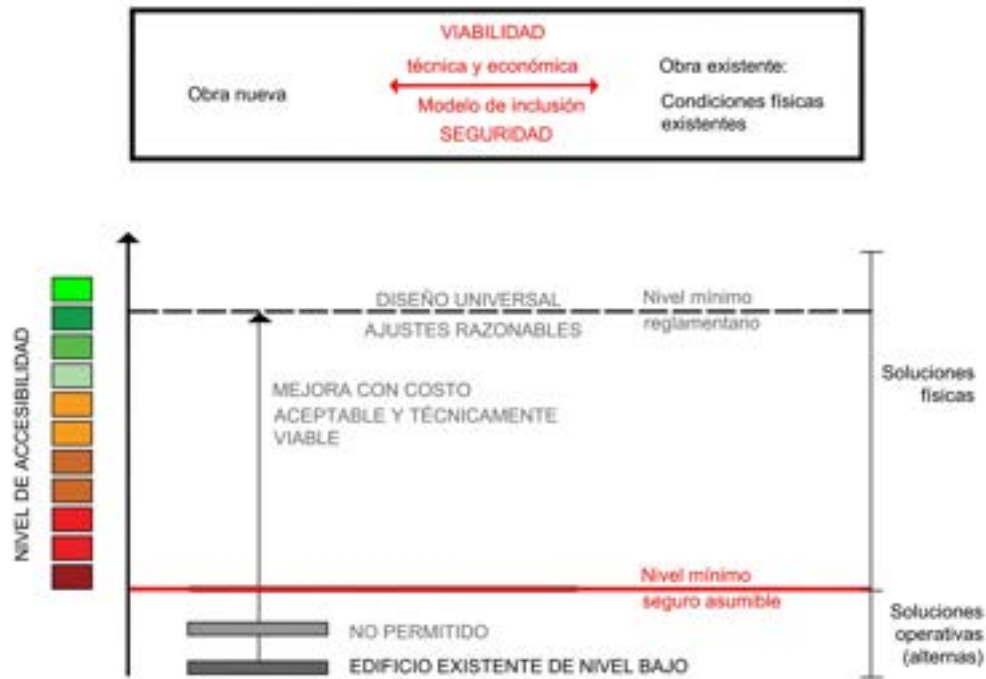 VIABILIDAD
técnica y económica
Obra nueva
Modelo de inclusión
SEGURIDAD
Obra existente:
Condiciones físicas
existentes
NIVEL DE ACCESIBILIDAD
DISEÑO UNIVERSAL
AJUSTES RAZONABLES
Nivel mínimo
reglamentario
MEJORA CON COSTO
ACEPTABLE Y TÉCNICAMENTE
VIABLE
Soluciones
físicas
Nivel mínimo
seguro asumible
NO PERMITIDO
EDIFICIO EXISTENTE DE NIVEL BAJO
Soluciones
operativas
(alternas)